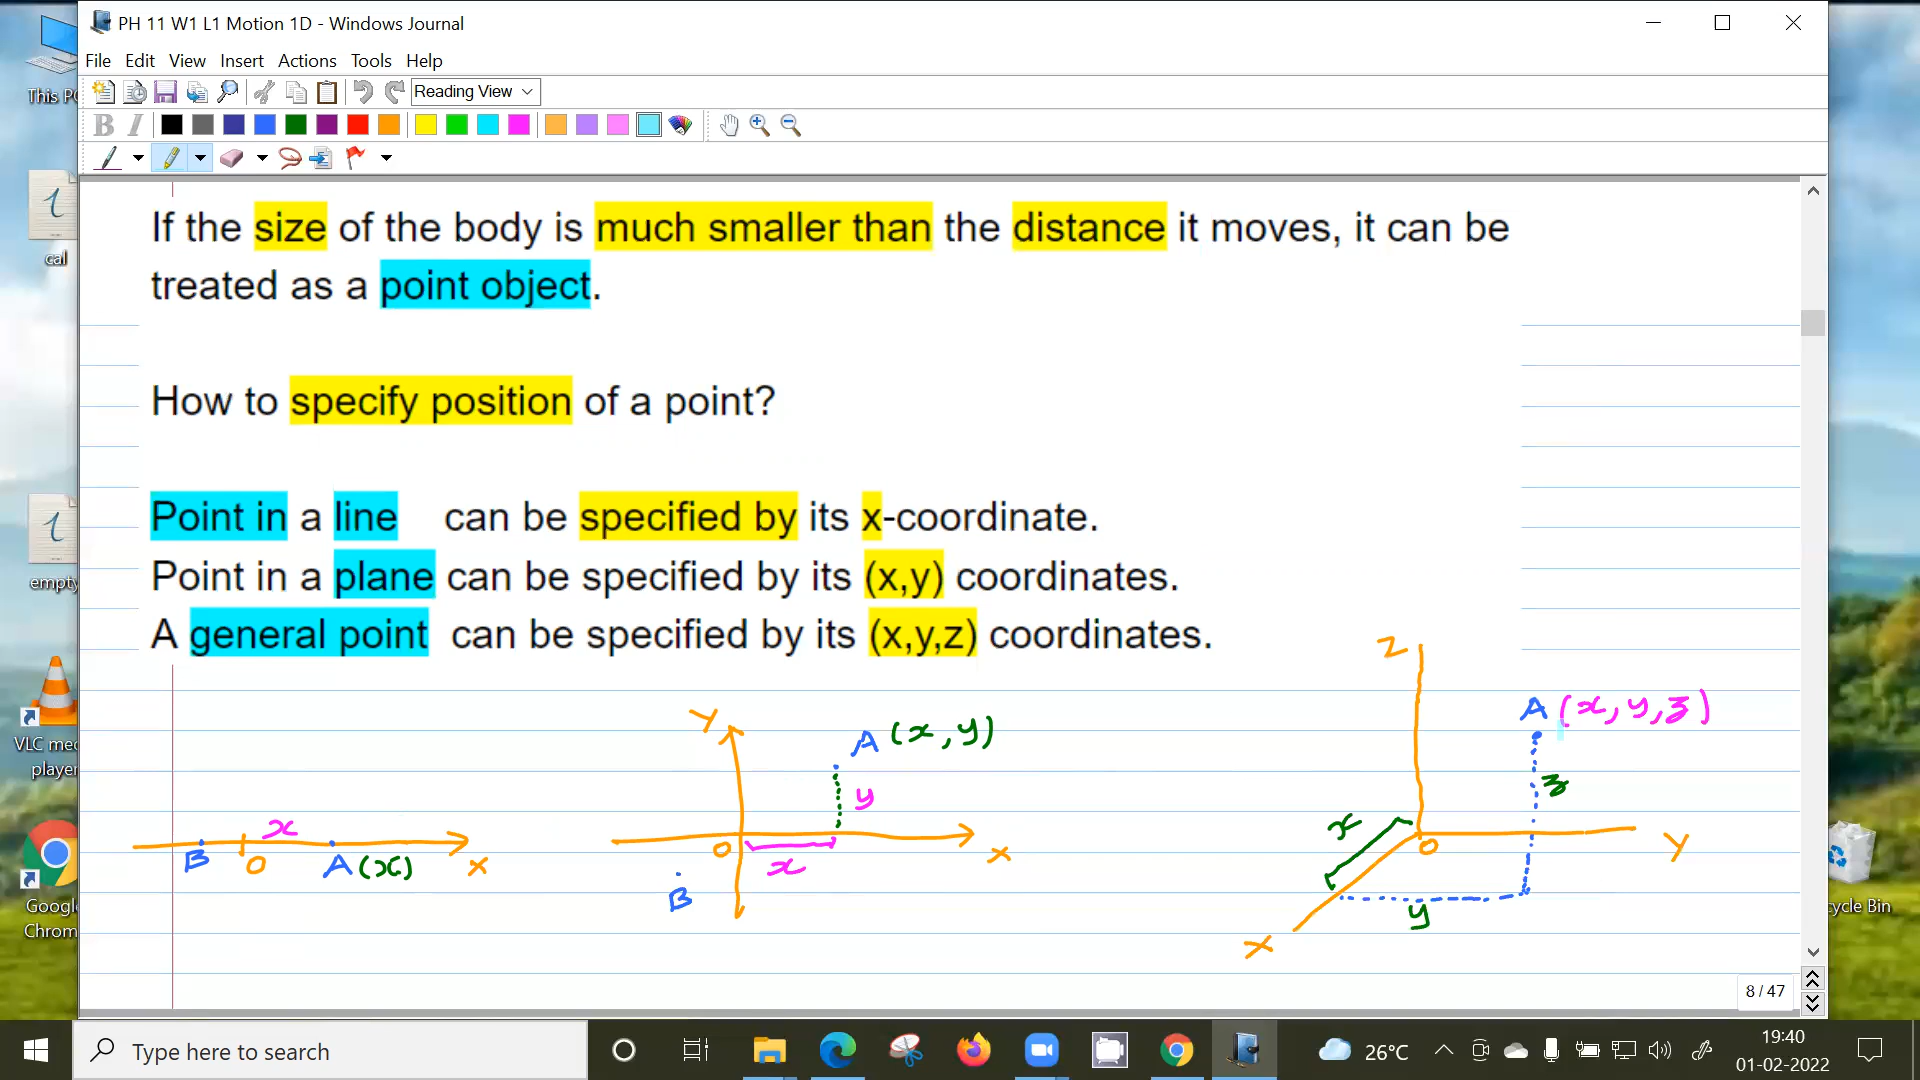 PH 11 W1 L1 Motion 1D - Windows Journal
File Edit View Insert Actions Tools Help
Reading View
B I
This PC
If the size of the body is much smaller than the distance it moves, it can be
treated as a point object.
cal
How to specify position of a point?
Point in a line can be specified by its x-coordinate.
empty
Point in a plane can be specified by its (x,y) coordinates.
A general point can be specified by its (x,y,z) coordinates.
x
B O A (x) X
Y
A (x, y)
y
O x X
B
Z
A (x, y, z)
z
x
O Y
y
X
VLC med
player
Google
Chrom
cycle Bin
8 / 47
Type here to search
26°C
19:40
01-02-2022